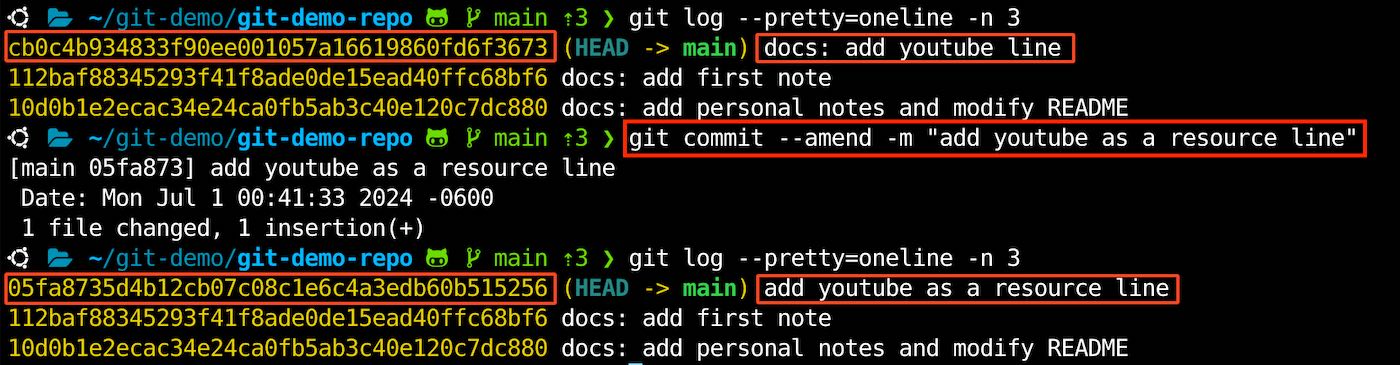 ~/git-demo/git-demo-repo main ⇡3 ❯ git log --pretty=oneline -n 3
cb0c4b934833f90ee001057a16619860fd6f3673 (HEAD -> main) docs: add youtube line
112baf88345293f41f8ade0de15ead40ffc68bf6 docs: add first note
10d0b1e2ecac34e24ca0fb5ab3c40e120c7dc880 docs: add personal notes and modify README
~/git-demo/git-demo-repo main ⇡3 ❯ git commit --amend -m "add youtube as a resource line"
[main 05fa873] add youtube as a resource line
Date: Mon Jul 1 00:41:33 2024 -0600
1 file changed, 1 insertion(+)
~/git-demo/git-demo-repo main ⇡3 ❯ git log --pretty=oneline -n 3
05fa8735d4b12cb07c08c1e6c4a3edb60b515256 (HEAD -> main) add youtube as a resource line
112baf88345293f41f8ade0de15ead40ffc68bf6 docs: add first note
10d0b1e2ecac34e24ca0fb5ab3c40e120c7dc880 docs: add personal notes and modify README